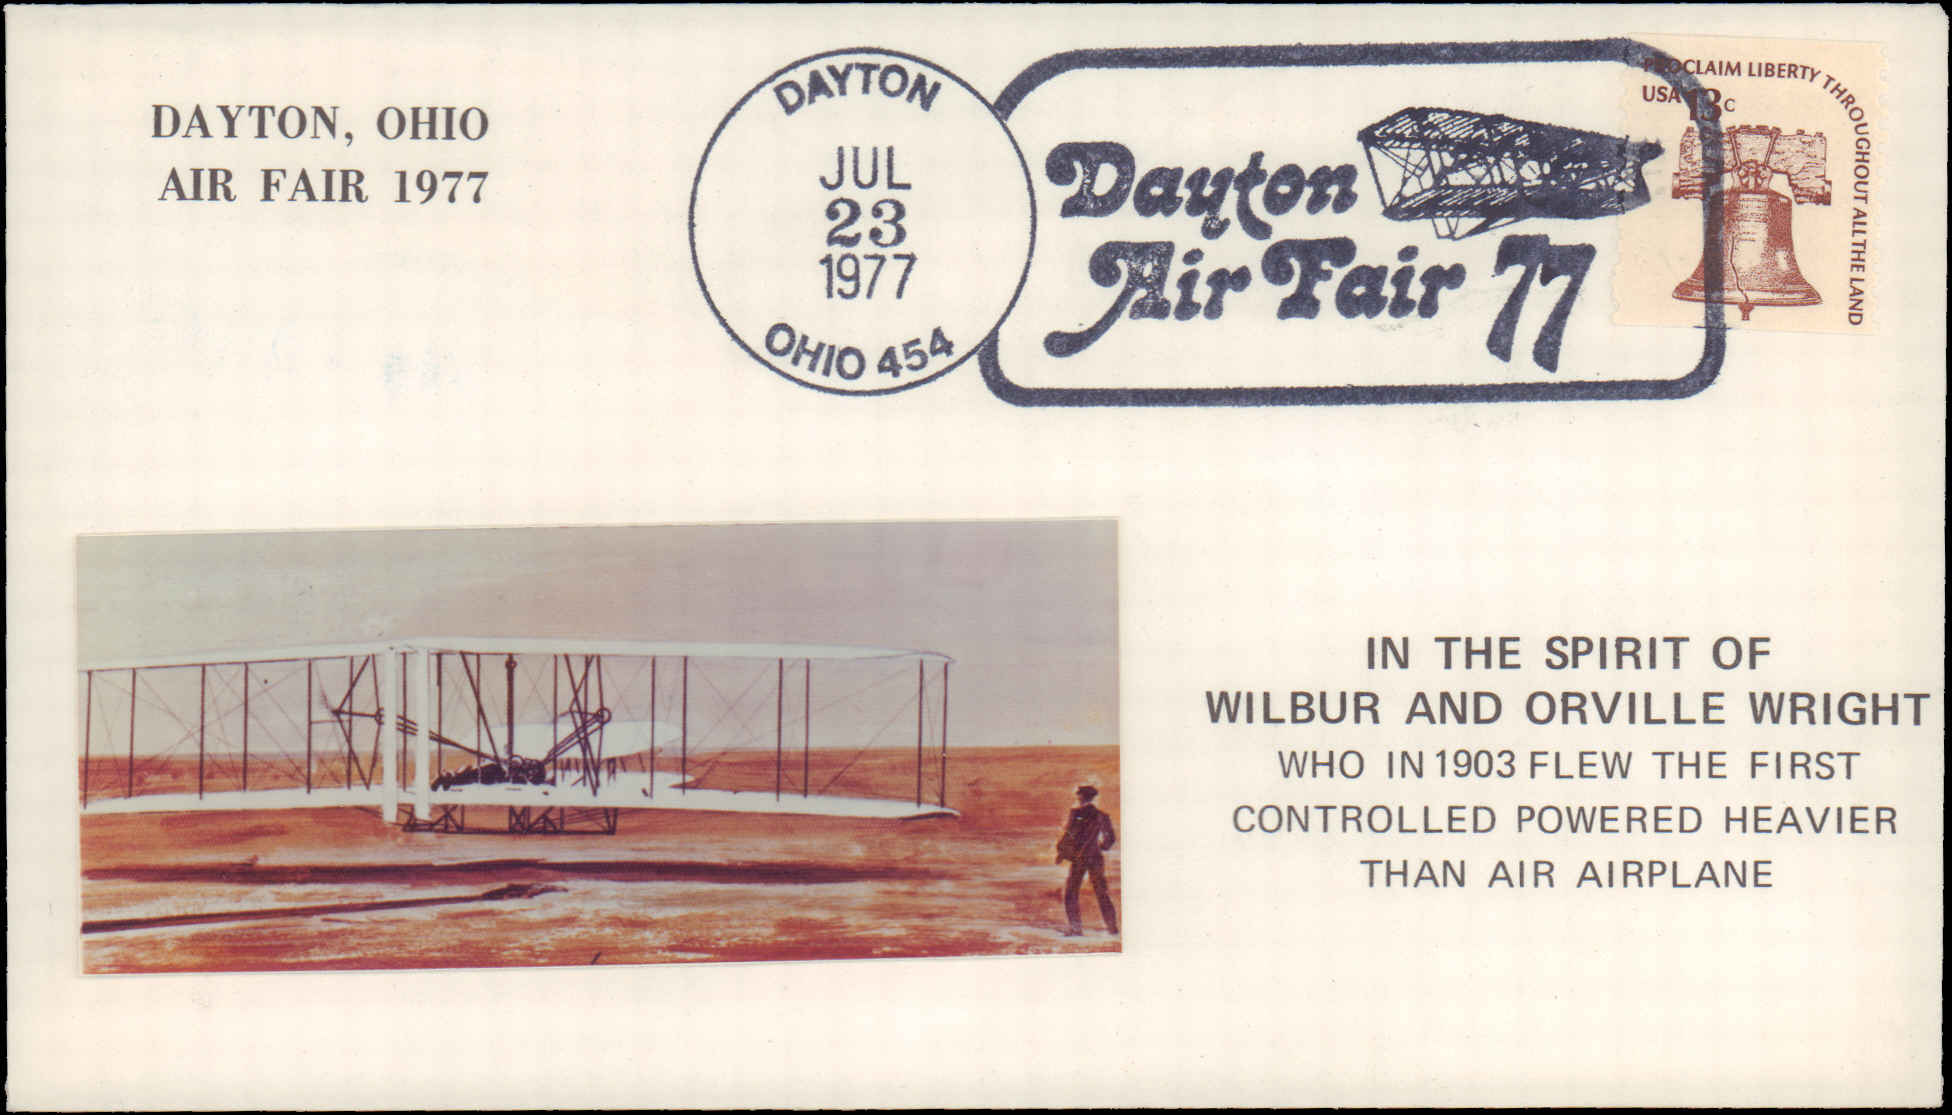 DAYTON, OHIO
AIR FAIR 1977
DAYTON
JUL
23
1977
OHIO 454
Dayton
Air Fair 77
PROCLAIM LIBERTY THROUGHOUT ALL THE LAND
USA 13c
IN THE SPIRIT OF
WILBUR AND ORVILLE WRIGHT
WHO IN 1903 FLEW THE FIRST
CONTROLLED POWERED HEAVIER
THAN AIR AIRPLANE